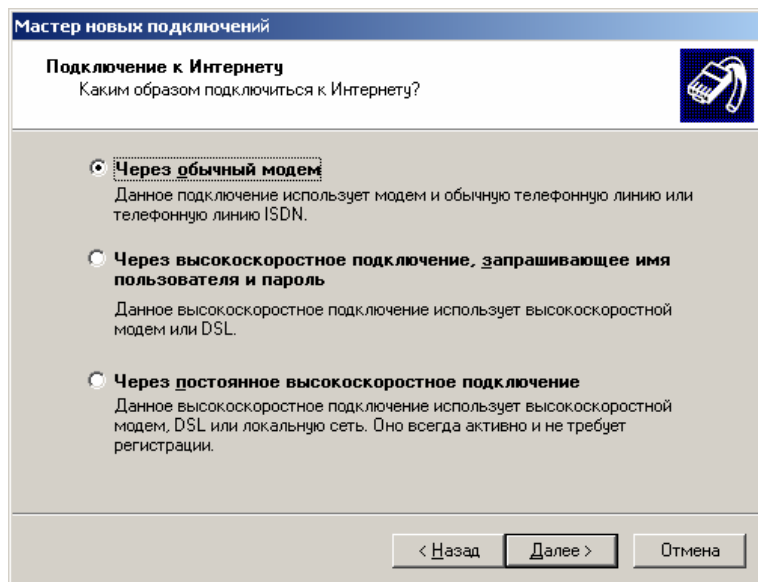 Мастер новых подключений
Подключение к Интернету
Каким образом подключиться к Интернету?
Через обычный модем
Данное подключение использует модем и обычную телефонную линию или
телефонную линию ISDN.
Через высокоскоростное подключение, запрашивающее имя
пользователя и пароль
Данное высокоскоростное подключение использует высокоскоростной
модем или DSL.
Через постоянное высокоскоростное подключение
Данное высокоскоростное подключение использует высокоскоростной
модем, DSL или локальную сеть. Оно всегда активно и не требует
регистрации.
< Назад Далее > Отмена